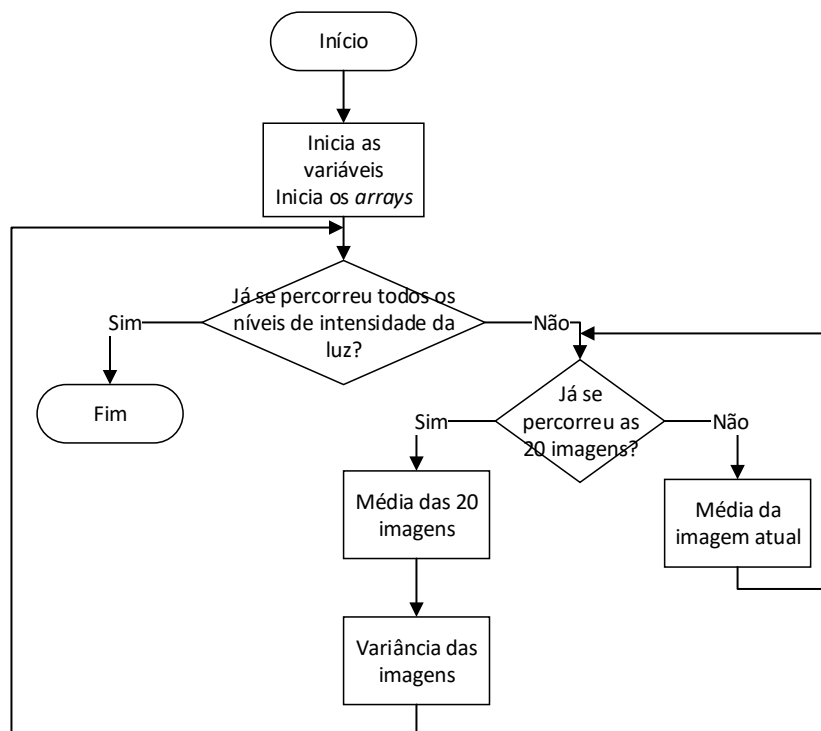 Início
Inicia as
variáveis
Inicia os arrays
Já se percorreu todos os
níveis de intensidade da
luz?
Sim
Não
Fim
Já se
percorreu as
20 imagens?
Sim
Não
Média das 20
imagens
Média da
imagem atual
Variância das
imagens